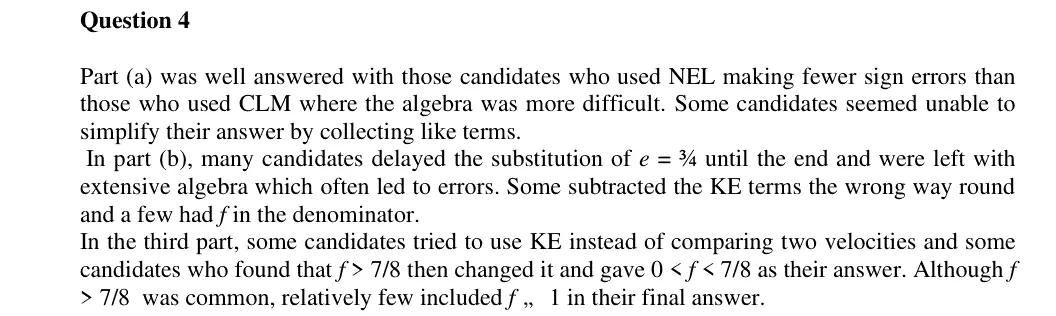 Question 4
Part (a) was well answered with those candidates who used NEL making fewer sign errors than
those who used CLM where the algebra was more difficult. Some candidates seemed unable to
simplify their answer by collecting like terms.
In part (b), many candidates delayed the substitution of e = ¾ until the end and were left with
extensive algebra which often led to errors. Some subtracted the KE terms the wrong way round
and a few had f in the denominator.
In the third part, some candidates tried to use KE instead of comparing two velocities and some
candidates who found that f > 7/8 then changed it and gave 0 < f < 7/8 as their answer. Although f
> 7/8 was common, relatively few included f „ 1 in their final answer.